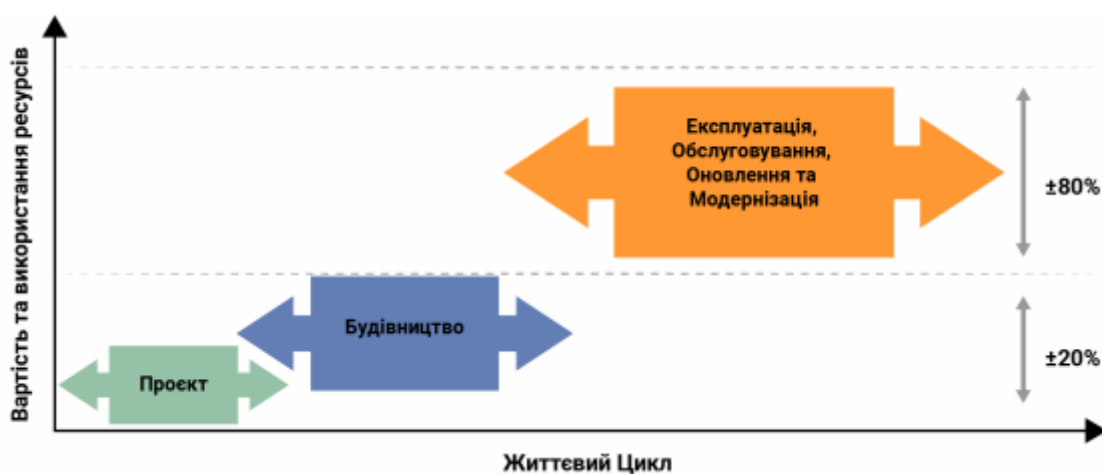 Вартість та використання ресурсів
Експлуатація,
Обслуговування,
Оновлення та
Модернізація
±80%
Будівництво
±20%
Проєкт
Життєвий Цикл